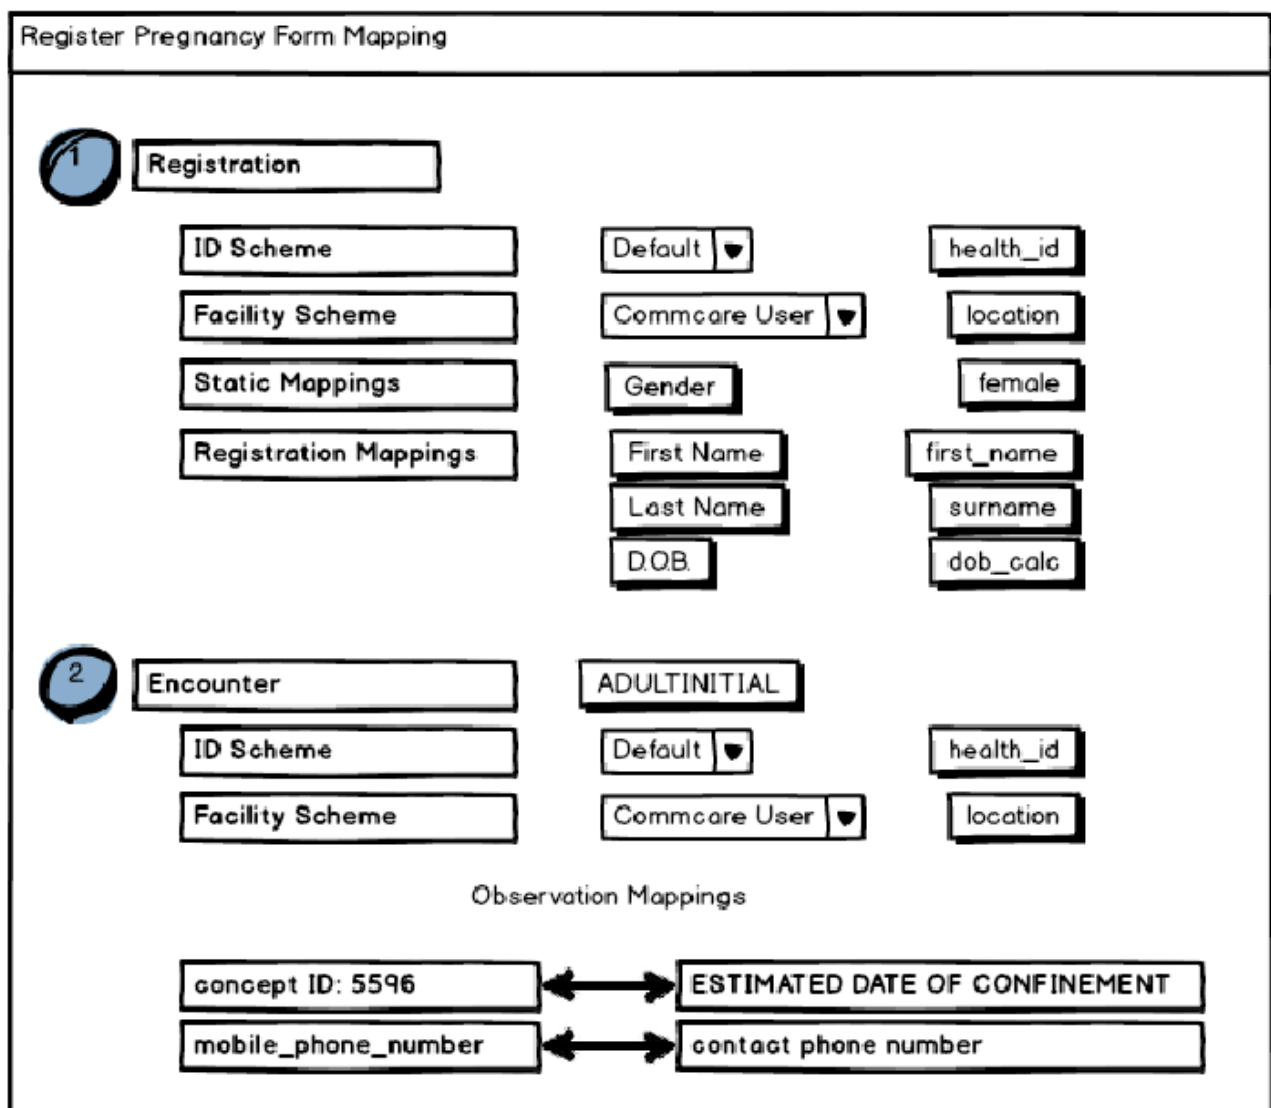 Register Pregnancy Form Mapping
1 Registration
ID Scheme Default health_id
Facility Scheme Commcare User location
Static Mappings Gender female
Registration Mappings First Name first_name
Last Name surname
D.O.B. dob_calc
2 Encounter ADULTINITIAL
ID Scheme Default health_id
Facility Scheme Commcare User location
Observation Mappings
concept ID: 5596 ESTIMATED DATE OF CONFINEMENT
mobile_phone_number contact phone number